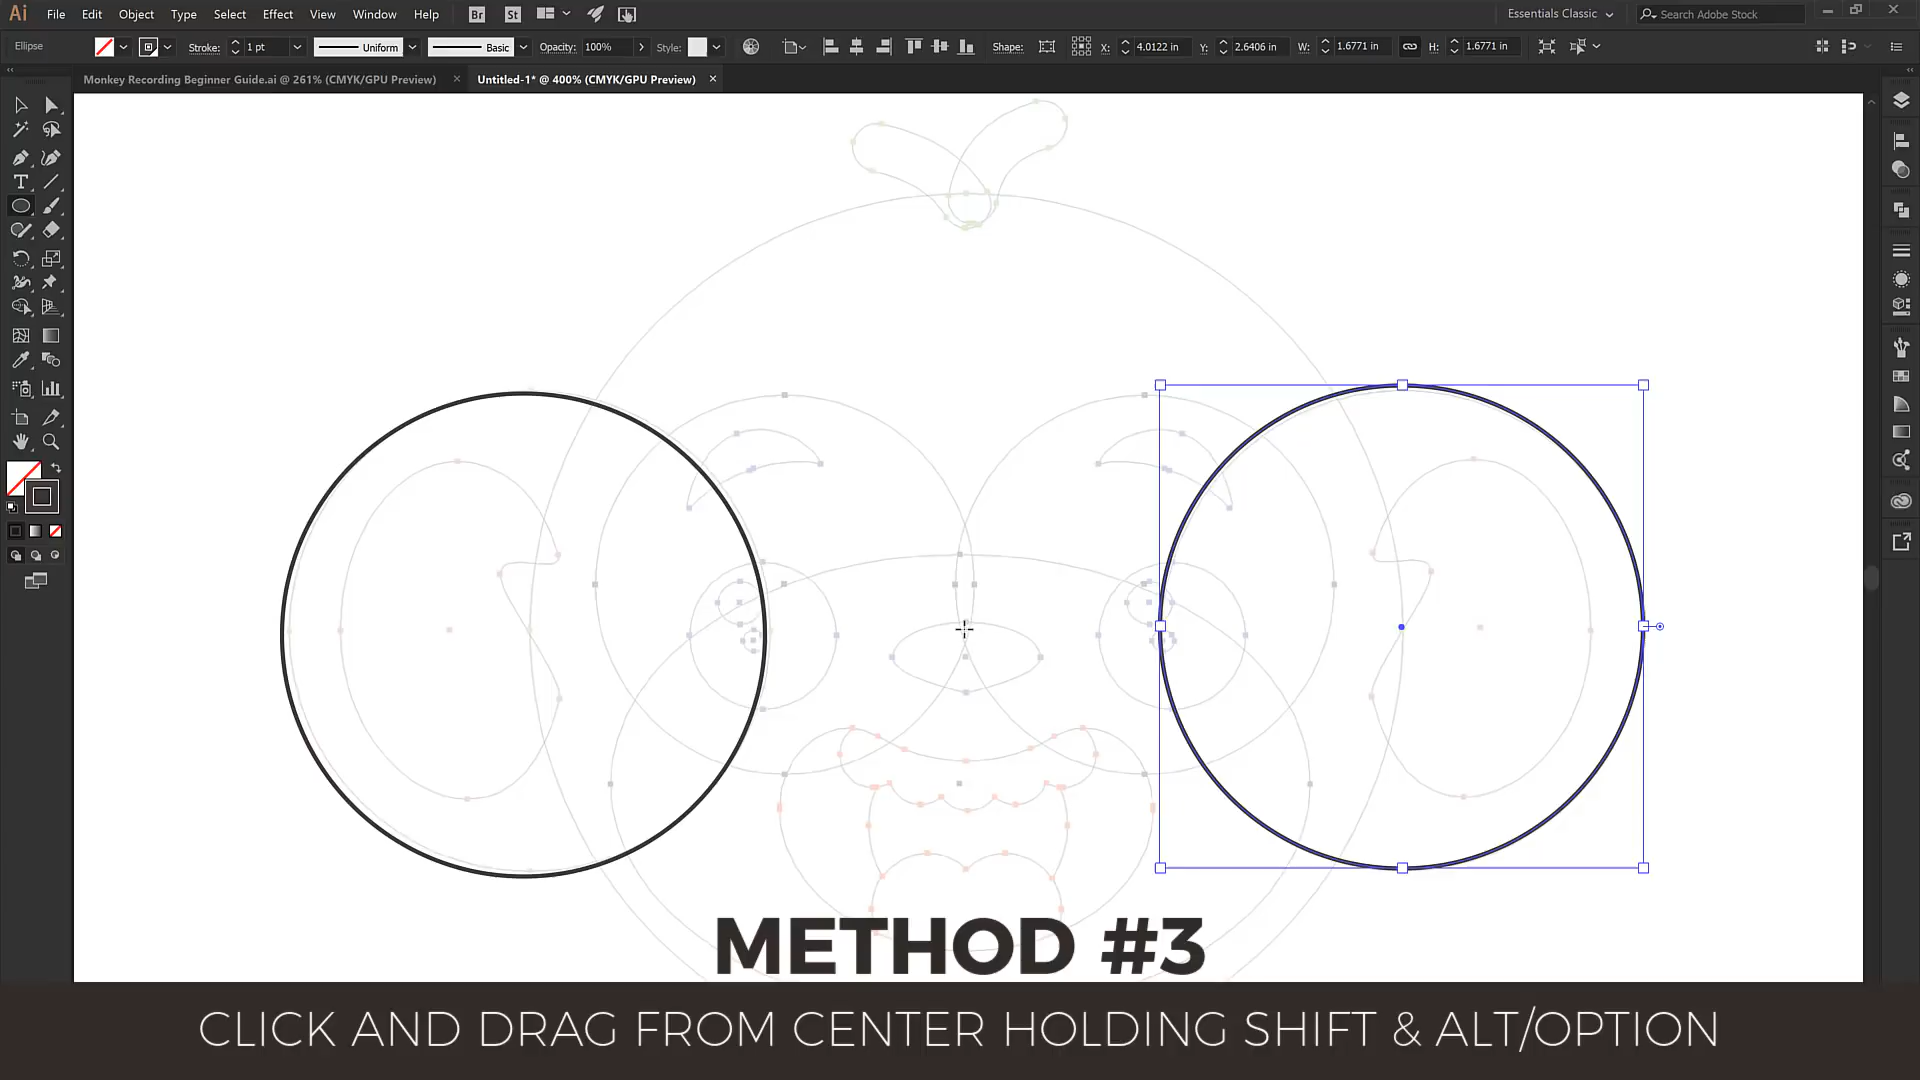 Ai File Edit Object Type Select Effect View Window Help Br St Essentials Classic Search Adobe Stock
Ellipse Stroke: 1 pt Uniform Basic Opacity: 100% Style: Shape: X: 4.0122 in Y: 2.6406 in W: 1.6771 in H: 1.6771 in
Monkey Recording Beginner Guide.ai @ 261% (CMYK/GPU Preview) × Untitled-1* @ 400% (CMYK/GPU Preview) ×
METHOD #3
CLICK AND DRAG FROM CENTER HOLDING SHIFT & ALT/OPTION